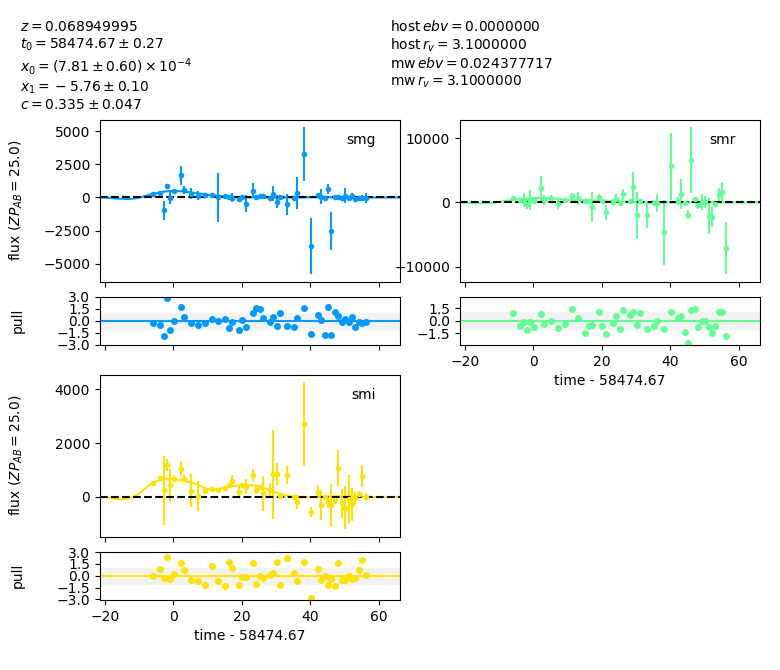 z = 0.068949995
t₀ = 58474.67 ± 0.27
x₀ = (7.81 ± 0.60) × 10⁻⁴
x₁ = −5.76 ± 0.10
c = 0.335 ± 0.047
host ebv = 0.0000000
host r_v = 3.1000000
mw ebv = 0.024377717
mw r_v = 3.1000000
flux (ZP_AB = 25.0)
5000
2500
0
−2500
−5000
smg
10000
0
−10000
smr
pull
3.0
1.5
0.0
−1.5
−3.0
1.5
0.0
−1.5
−20 0 20 40 60
time - 58474.67
flux (ZP_AB = 25.0)
4000
2000
0
smi
pull
3.0
1.5
0.0
−1.5
−3.0
−20 0 20 40 60
time - 58474.67